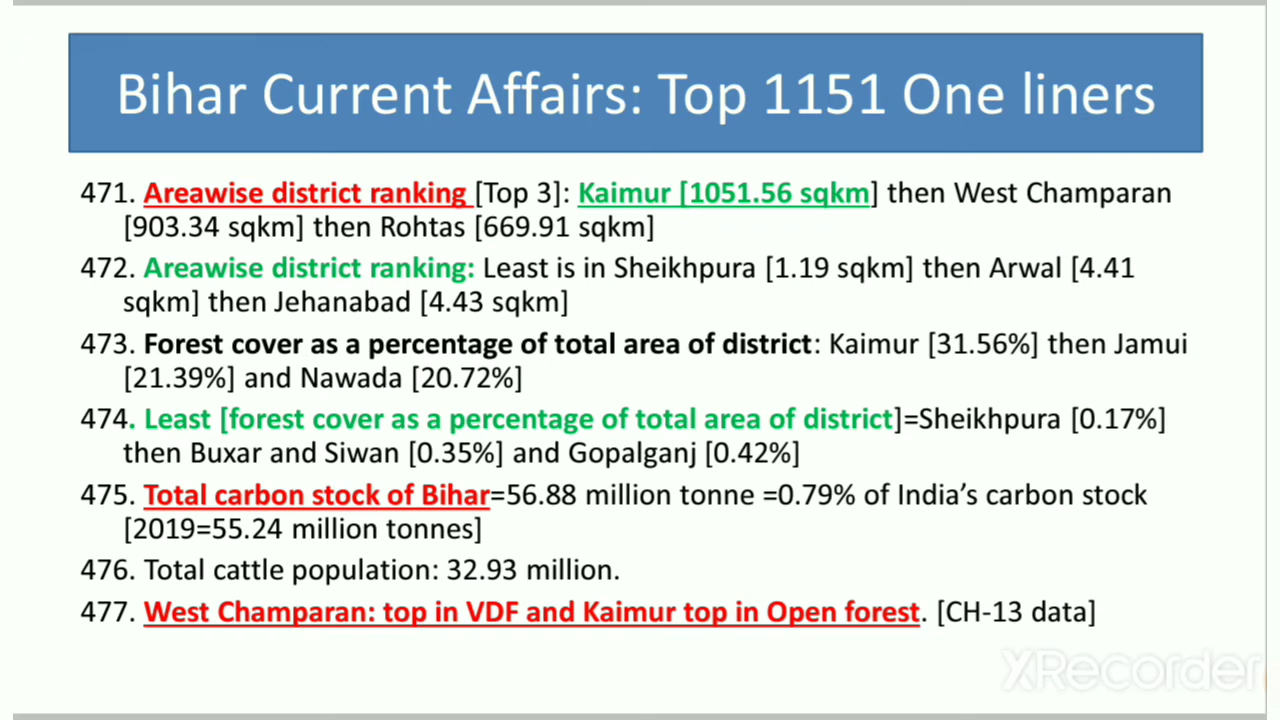 Bihar Current Affairs: Top 1151 One liners
471. Areawise district ranking [Top 3]: Kaimur [1051.56 sqkm] then West Champaran
[903.34 sqkm] then Rohtas [669.91 sqkm]
472. Areawise district ranking: Least is in Sheikhpura [1.19 sqkm] then Arwal [4.41
sqkm] then Jehanabad [4.43 sqkm]
473. Forest cover as a percentage of total area of district: Kaimur [31.56%] then Jamui
[21.39%] and Nawada [20.72%]
474. Least [forest cover as a percentage of total area of district]=Sheikhpura [0.17%]
then Buxar and Siwan [0.35%] and Gopalganj [0.42%]
475. Total carbon stock of Bihar=56.88 million tonne =0.79% of India’s carbon stock
[2019=55.24 million tonnes]
476. Total cattle population: 32.93 million.
477. West Champaran: top in VDF and Kaimur top in Open forest. [CH-13 data]
XRecorder